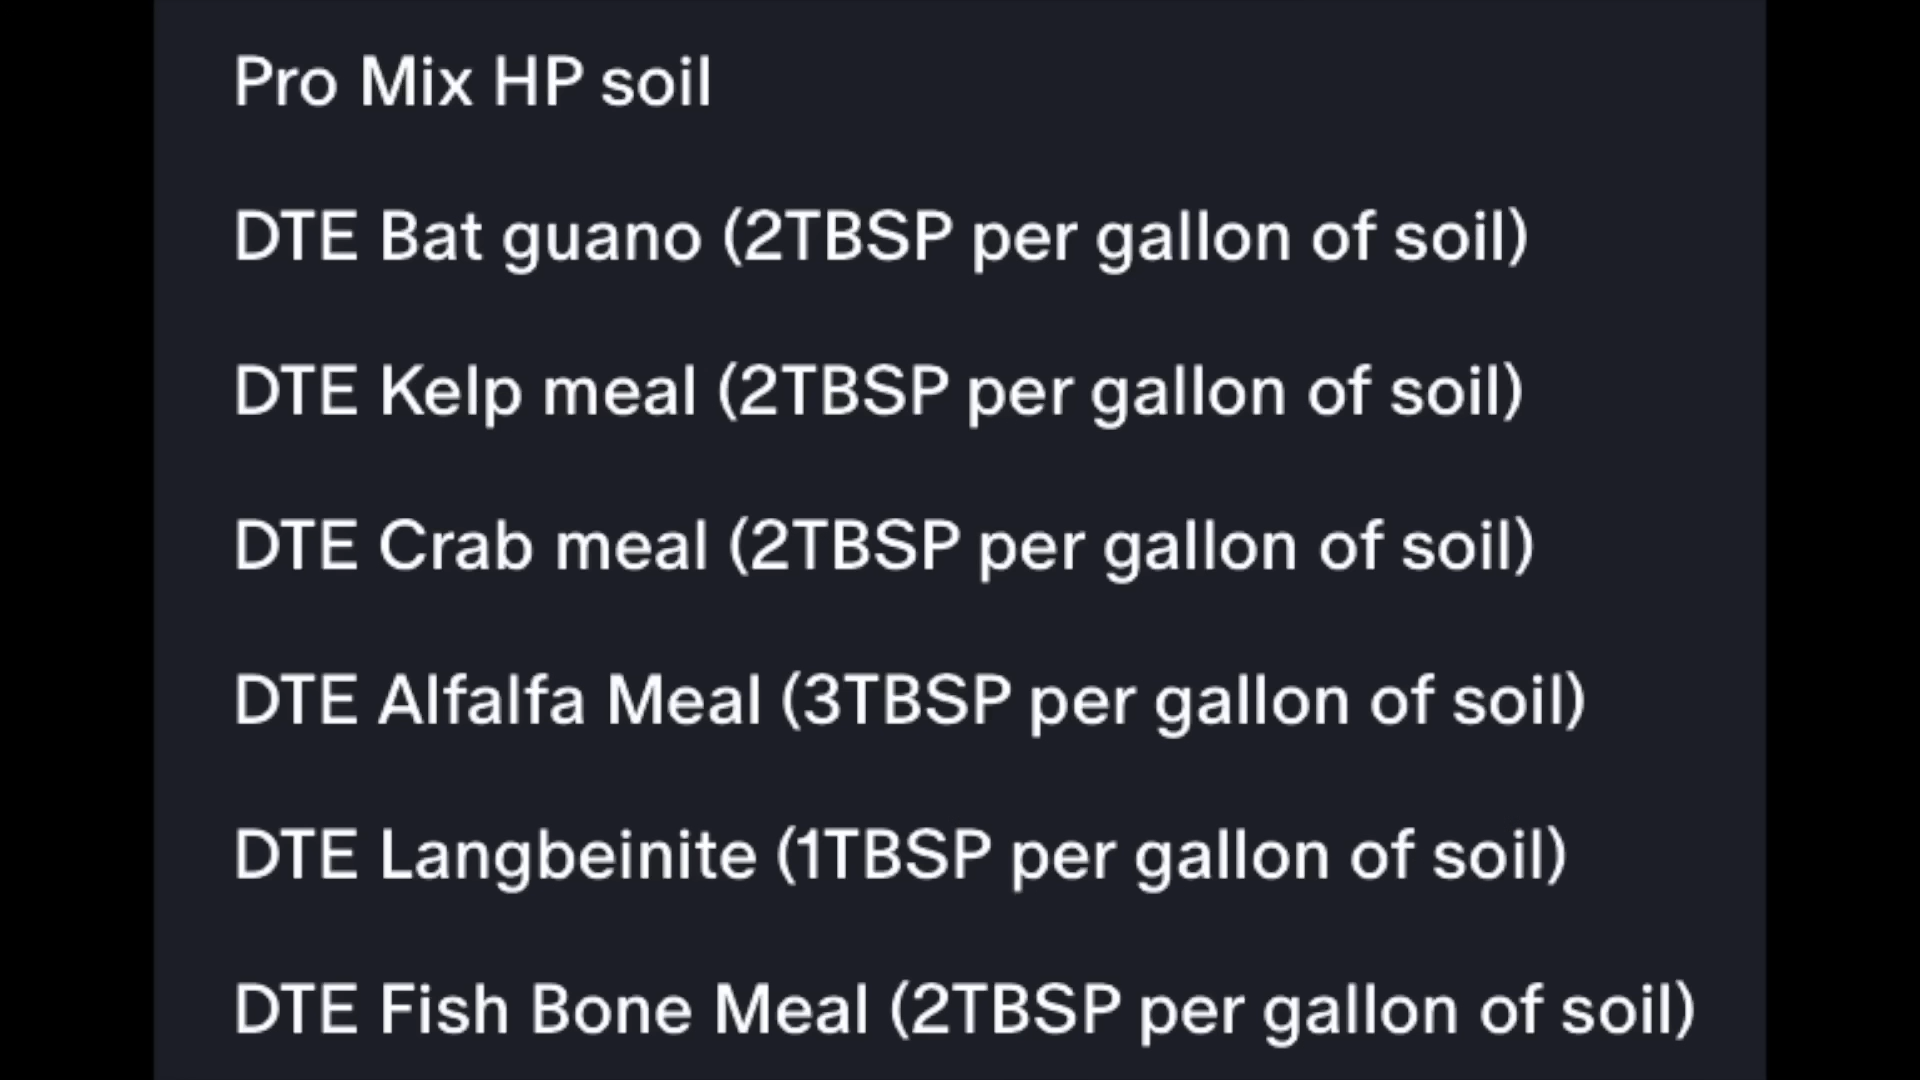 Pro Mix HP soil
DTE Bat guano (2TBSP per gallon of soil)
DTE Kelp meal (2TBSP per gallon of soil)
DTE Crab meal (2TBSP per gallon of soil)
DTE Alfalfa Meal (3TBSP per gallon of soil)
DTE Langbeinite (1TBSP per gallon of soil)
DTE Fish Bone Meal (2TBSP per gallon of soil)